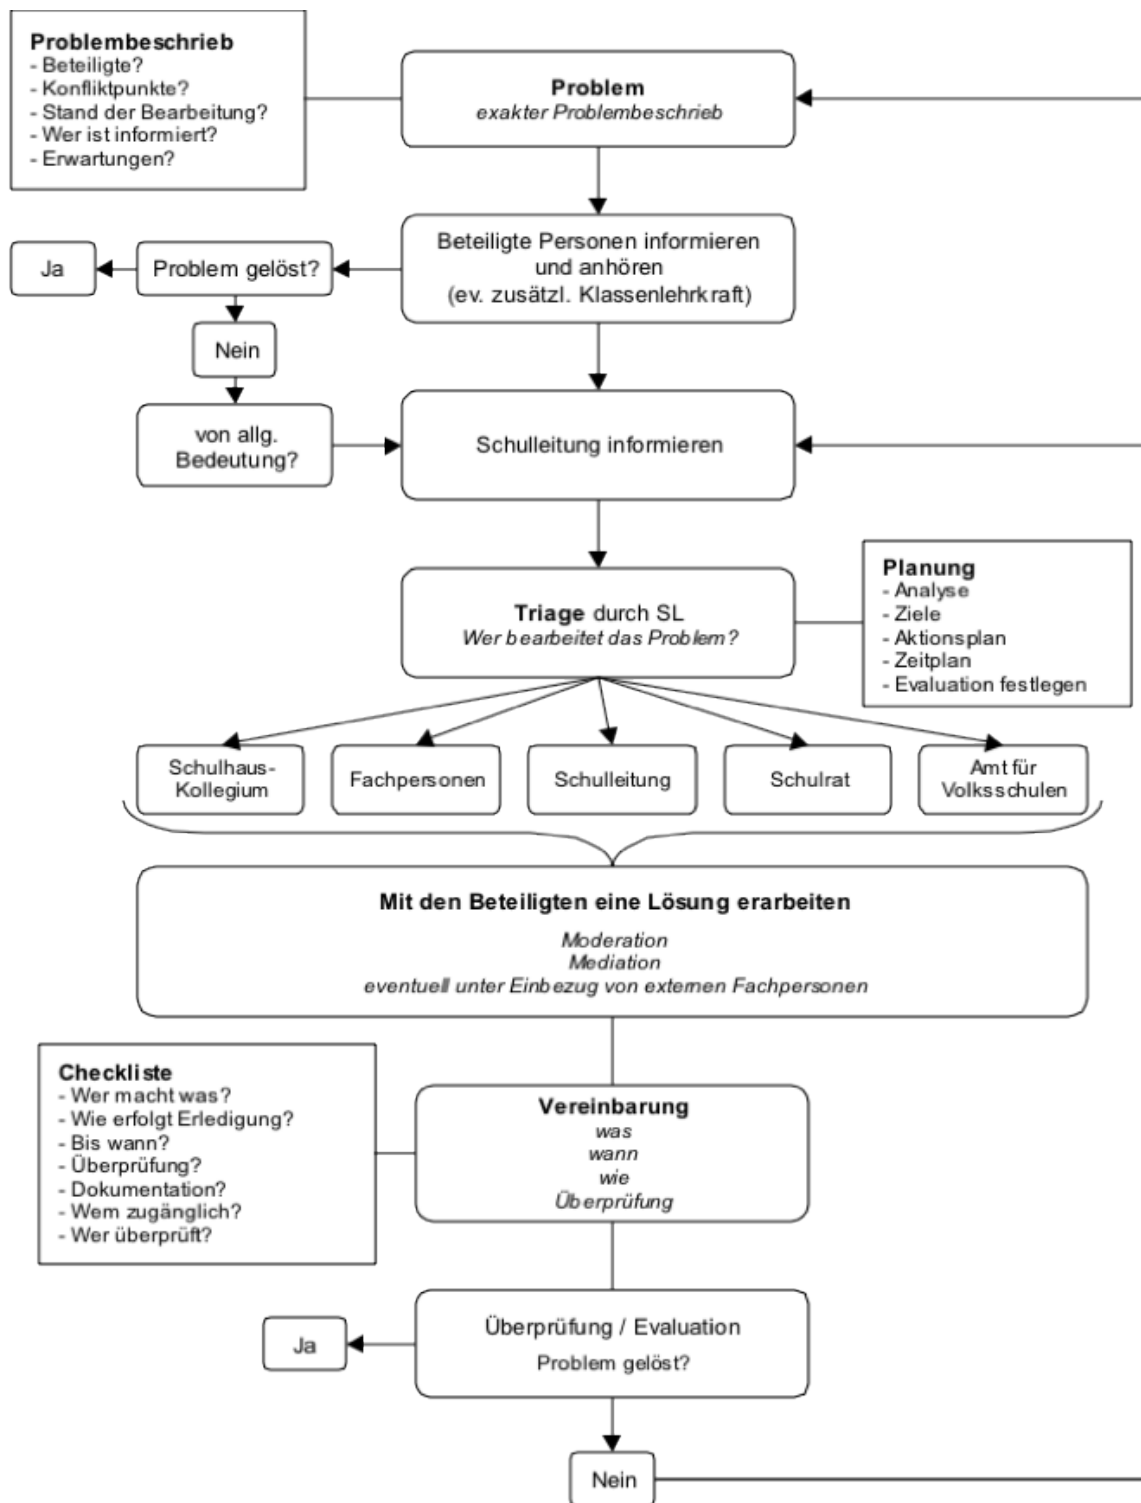 Problembeschrieb
- Beteiligte?
- Konfliktpunkte?
- Stand der Bearbeitung?
- Wer ist informiert?
- Erwartungen?
Problem
exakter Problembeschrieb
Beteiligte Personen informieren
und anhören
(ev. zusätzl. Klassenlehrkraft)
Problem gelöst?
Ja
Nein
von allg.
Bedeutung?
Schulleitung informieren
Triage durch SL
Wer bearbeitet das Problem?
Planung
- Analyse
- Ziele
- Aktionsplan
- Zeitplan
- Evaluation festlegen
Schulhaus-
Kollegium
Fachpersonen
Schulleitung
Schulrat
Amt für
Volksschulen
Mit den Beteiligten eine Lösung erarbeiten
Moderation
Mediation
eventuell unter Einbezug von externen Fachpersonen
Checkliste
- Wer macht was?
- Wie erfolgt Erledigung?
- Bis wann?
- Überprüfung?
- Dokumentation?
- Wem zugänglich?
- Wer überprüft?
Vereinbarung
was
wann
wie
Überprüfung
Überprüfung / Evaluation
Problem gelöst?
Ja
Nein